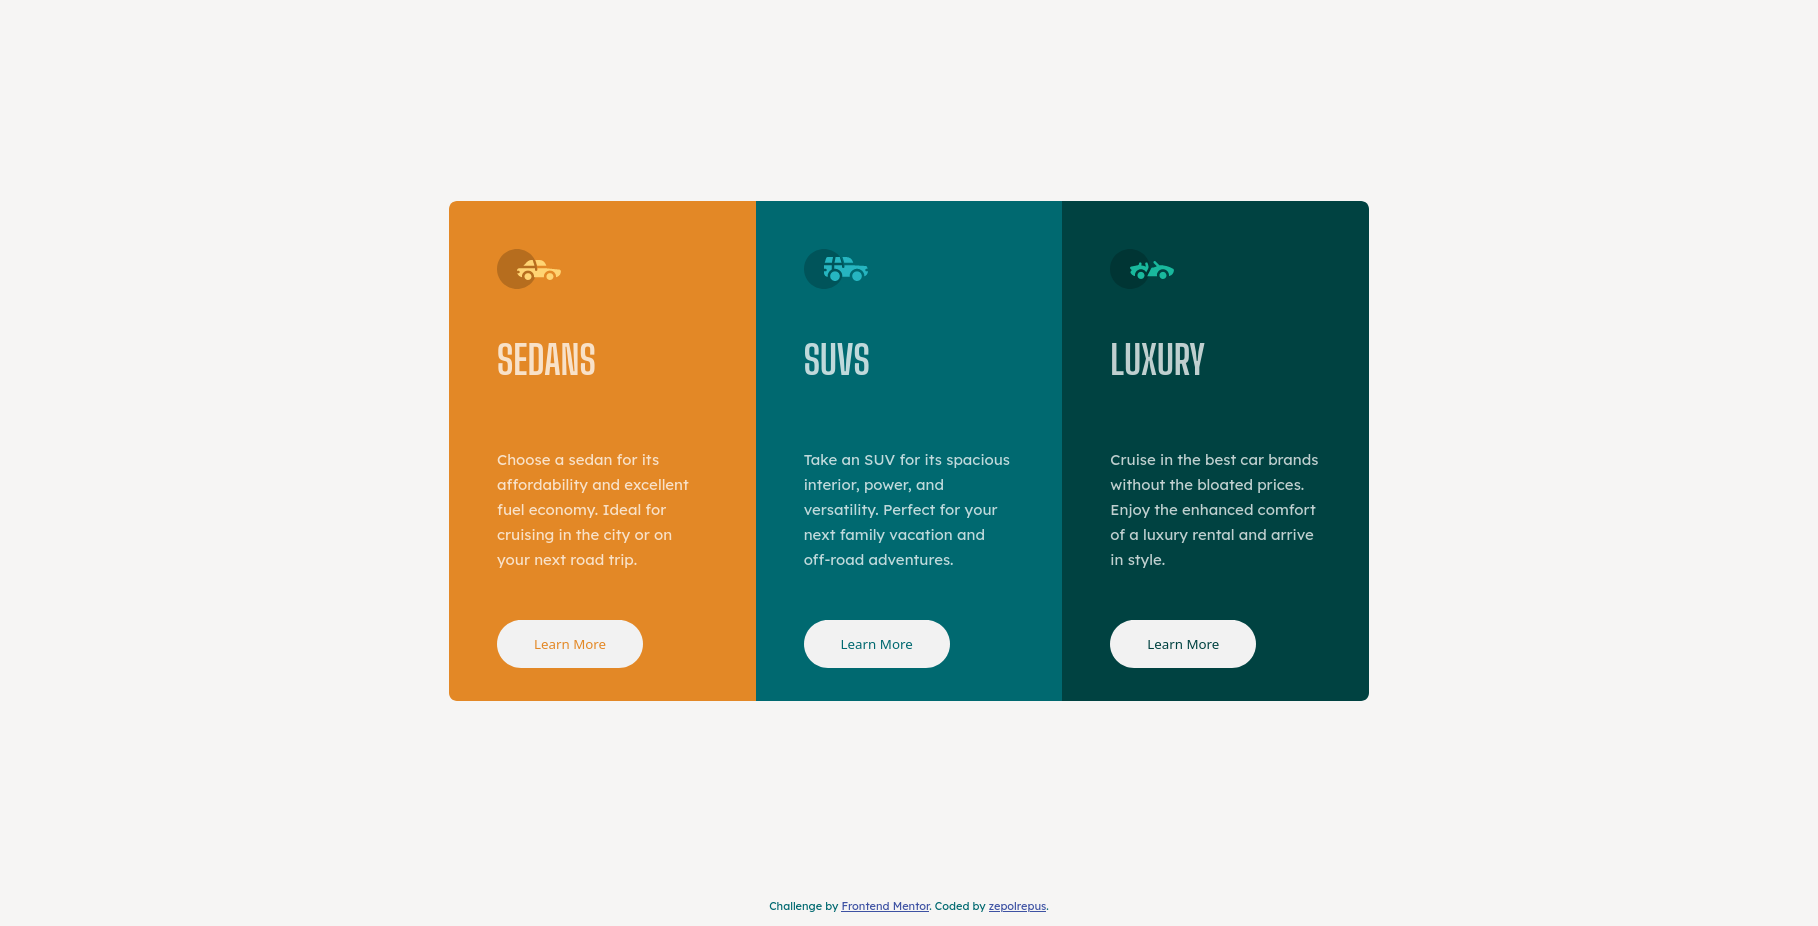 SEDANS
Choose a sedan for its
affordability and excellent
fuel economy. Ideal for
cruising in the city or on
your next road trip.
Learn More
SUVS
Take an SUV for its spacious
interior, power, and
versatility. Perfect for your
next family vacation and
off-road adventures.
Learn More
LUXURY
Cruise in the best car brands
without the bloated prices.
Enjoy the enhanced comfort
of a luxury rental and arrive
in style.
Learn More
Challenge by Frontend Mentor. Coded by zepolrepus.